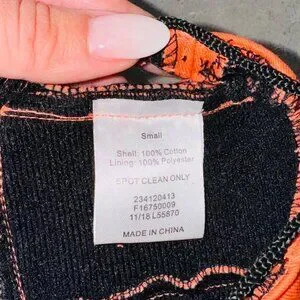 Small
Shell: 100% Cotton
Lining: 100% Polyester
SPOT CLEAN ONLY
234120413
F16750009
11/18 L55870
MADE IN CHINA